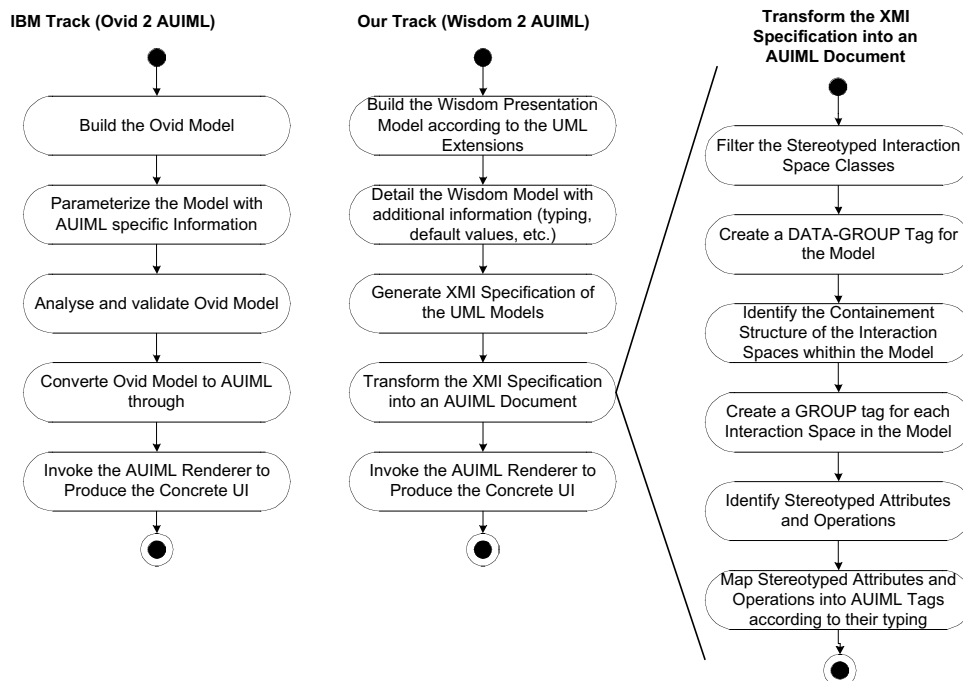 IBM Track (Ovid 2 AUIML)
Build the Ovid Model
Parameterize the Model with
AUIML specific Information
Analyse and validate Ovid Model
Converte Ovid Model to AUIML
through
Invoke the AUIML Renderer to
Produce the Concrete UI
Our Track (Wisdom 2 AUIML)
Build the Wisdom Presentation
Model according to the UML
Extensions
Detail the Wisdom Model with
additional information (typing,
default values, etc.)
Generate XMI Specification of
the UML Models
Transform the XMI Specification
into an AUIML Document
Invoke the AUIML Renderer to
Produce the Concrete UI
Transform the XMI
Specification into an
AUIML Document
Filter the Stereotyped Interaction
Space Classes
Create a DATA-GROUP Tag for
the Model
Identify the Containement
Structure of the Interaction
Spaces whithin the Model
Create a GROUP tag for each
Interaction Space in the Model
Identify Stereotyped Attributes
and Operations
Map Stereotyped Attributes and
Operations into AUIML Tags
according to their typing